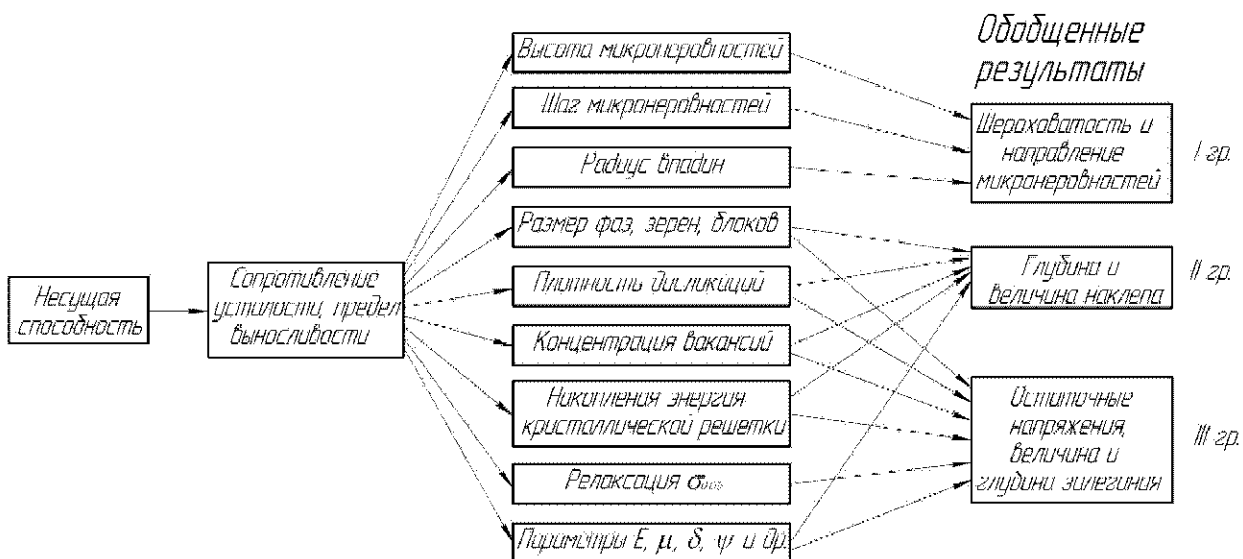 Обобщенные
результаты
Высота микронеровностей
Шаг микронеровностей
Радиус впадин
Размер фаз, зерен, блоков
Плотность дислокаций
Концентрация вакансий
Накопления энергия
кристаллической решетки
Релаксация σ
Параметры E, μ, δ, ψ и др.
Несущая
способность
Сопротивление
усталости, предел
выносливости
Шероховатость и
направление
микронеровностей
I гр.
Глубина и
величина наклепа
II гр.
Остаточные
напряжения,
величина и
глубина залегания
III гр.